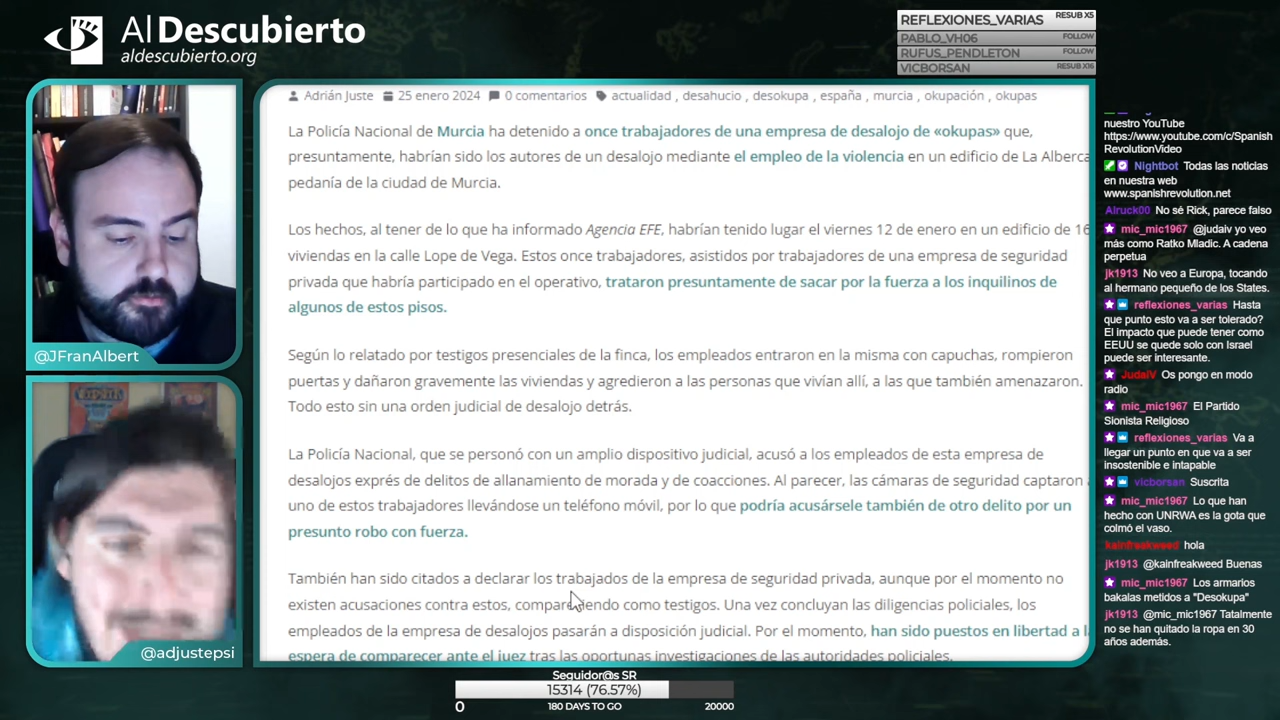 Al Descubierto
aldescubierto.org
REFLEXIONES_VARIAS RESUB X5
PABLO_VH06 FOLLOW
RUFUS_PENDLETON FOLLOW
VICBORSAN RESUB X16
@JFranAlbert
@adjustepsi
Adrián Juste 25 enero 2024 0 comentarios actualidad , desahucio , desokupa , españa , murcia , okupación , okupas
La Policía Nacional de Murcia ha detenido a once trabajadores de una empresa de desalojo de «okupas» que,
presuntamente, habrían sido los autores de un desalojo mediante el empleo de la violencia en un edificio de La Alberca
pedanía de la ciudad de Murcia.
Los hechos, al tener de lo que ha informado Agencia EFE, habrían tenido lugar el viernes 12 de enero en un edificio de 16
viviendas en la calle Lope de Vega. Estos once trabajadores, asistidos por trabajadores de una empresa de seguridad
privada que habría participado en el operativo, trataron presuntamente de sacar por la fuerza a los inquilinos de
algunos de estos pisos.
Según lo relatado por testigos presenciales de la finca, los empleados entraron en la misma con capuchas, rompieron
puertas y dañaron gravemente las viviendas y agredieron a las personas que vivían allí, a las que también amenazaron.
Todo esto sin una orden judicial de desalojo detrás.
La Policía Nacional, que se personó con un amplio dispositivo judicial, acusó a los empleados de esta empresa de
desalojos exprés de delitos de allanamiento de morada y de coacciones. Al parecer, las cámaras de seguridad captaron a
uno de estos trabajadores llevándose un teléfono móvil, por lo que podría acusársele también de otro delito por un
presunto robo con fuerza.
También han sido citados a declarar los trabajados de la empresa de seguridad privada, aunque por el momento no
existen acusaciones contra estos, compareciendo como testigos. Una vez concluyan las diligencias policiales, los
empleados de la empresa de desalojos pasarán a disposición judicial. Por el momento, han sido puestos en libertad a la
espera de comparecer ante el juez tras las oportunas investigaciones de las autoridades policiales.
nuestro YouTube
https://www.youtube.com/c/Spanish
RevolutionVideo
Nightbot Todas las noticias
en nuestra web
www.spanishrevolution.net
Alruck00 No sé Rick, parece falso
mic_mic1967 @judaiv yo veo
más como Ratko Mladic. A cadena
perpetua
jk1913 No veo a Europa, tocando
al hermano pequeño de los States.
reflexiones_varias Hasta
que punto esto va a ser tolerado?
El impacto que puede tener como
EEUU se quede solo con Israel
puede ser interesante.
JudaIV Os pongo en modo
radio
mic_mic1967 El Partido
Sionista Religioso
reflexiones_varias Va a
llegar un punto en que va a ser
insostenible e intapable
vicborsan Suscrita
mic_mic1967 Lo que han
hecho con UNRWA es la gota que
colmó el vaso.
kainfreakweed hola
jk1913 @kainfreakweed Buenas
mic_mic1967 Los armarios
bakalas metidos a "Desokupa"
jk1913 @mic_mic1967 Tatalmente
no se han quitado la ropa en 30
años además.
Seguidor@s SR
15314 (76.57%)
0 180 DAYS TO GO 20000